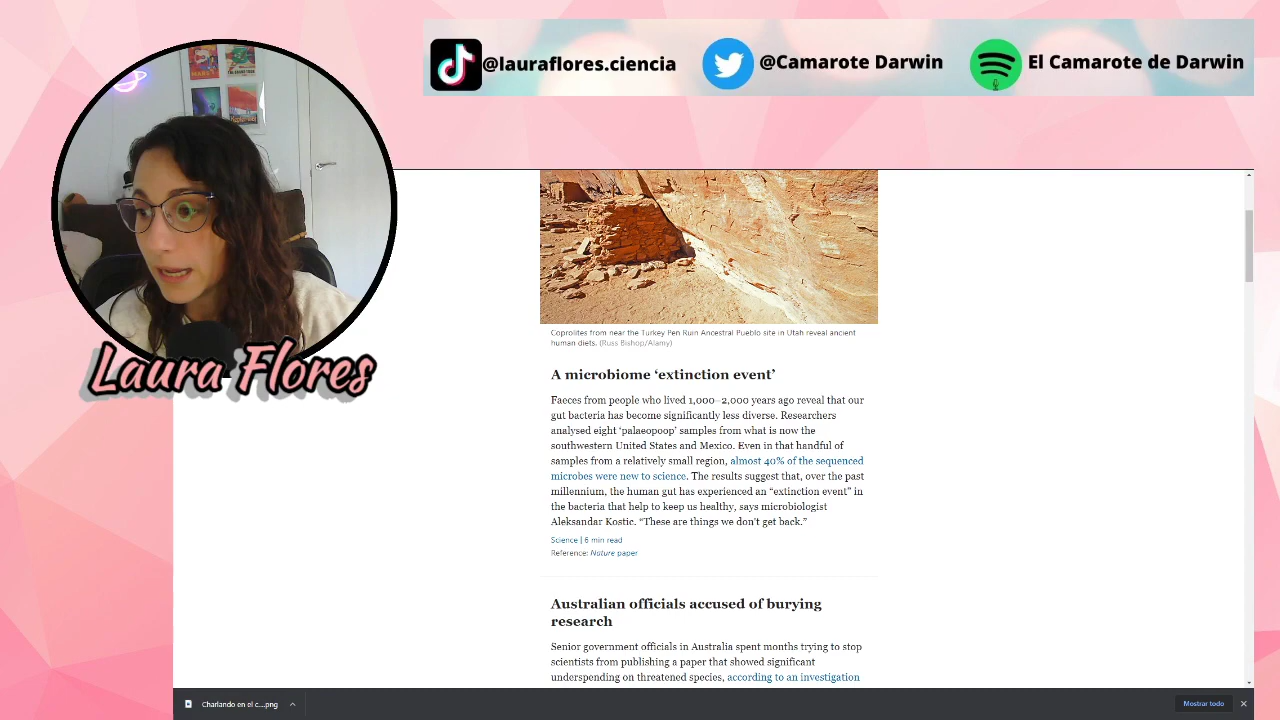 @lauraflores.ciencia
@Camarote Darwin
El Camarote de Darwin
Laura Flores
Coprolites from near the Turkey Pen Ruin Ancestral Pueblo site in Utah reveal ancient
human diets. (Russ Bishop/Alamy)
A microbiome ‘extinction event’
Faeces from people who lived 1,000–2,000 years ago reveal that our
gut bacteria has become significantly less diverse. Researchers
analysed eight ‘palaeopoop’ samples from what is now the
southwestern United States and Mexico. Even in that handful of
samples from a relatively small region, almost 40% of the sequenced
microbes were new to science. The results suggest that, over the past
millennium, the human gut has experienced an “extinction event” in
the bacteria that help to keep us healthy, says microbiologist
Aleksandar Kostic. “These are things we don’t get back.”
Science | 6 min read
Reference: Nature paper
Australian officials accused of burying
research
Senior government officials in Australia spent months trying to stop
scientists from publishing a paper that showed significant
underspending on threatened species, according to an investigation
Charlando en el c....png
Mostrar todo